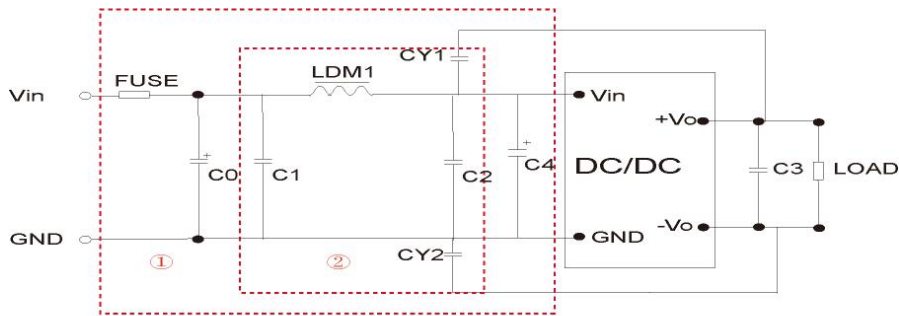 CY1
LDM1
FUSE
Vin
Vin
+Vo
C0
C1
C2
C4
DC/DC
C3
LOAD
GND
GND
-Vo
CY2
①
②
+
+